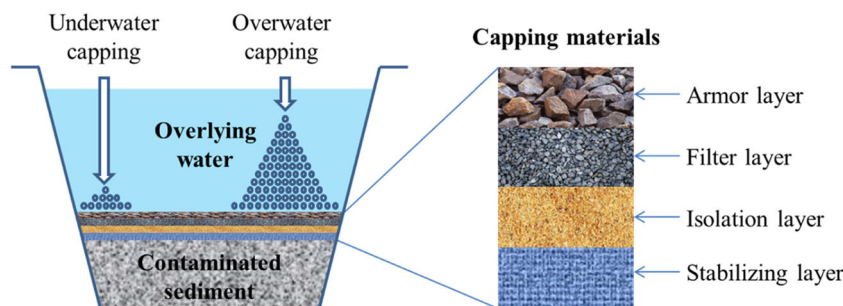 Underwater
capping
Overwater
capping
Capping materials
Overlying
water
Armor layer
Filter layer
Isolation layer
Stabilizing layer
Contaminated
sediment